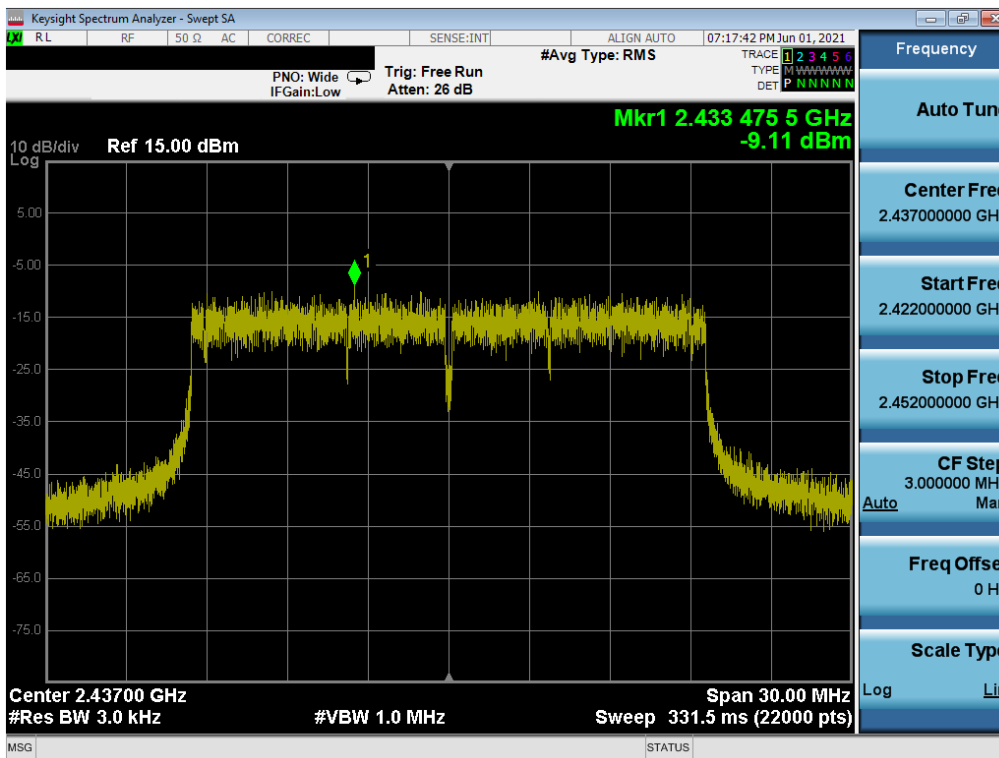 Keysight Spectrum Analyzer - Swept SA
LXI RL RF 50 Ω AC CORREC SENSE:INT ALIGN AUTO 07:17:42 PM Jun 01, 2021
PNO: Wide
IFGain:Low
Trig: Free Run
Atten: 26 dB
#Avg Type: RMS
TRACE 1 2 3 4 5 6
TYPE M WWWWW
DET P N N N N N
Mkr1 2.433 475 5 GHz
-9.11 dBm
10 dB/div Ref 15.00 dBm
Log
5.00
-5.00
-15.0
-25.0
-35.0
-45.0
-55.0
-65.0
-75.0
1
Center 2.43700 GHz Span 30.00 MHz
#Res BW 3.0 kHz #VBW 1.0 MHz Sweep 331.5 ms (22000 pts)
MSG STATUS
Frequency
Auto Tun
Center Fre
2.437000000 GH
Start Fre
2.422000000 GH
Stop Fre
2.452000000 GH
CF Step
3.000000 MH
Auto Ma
Freq Offse
0 H
Scale Type
Log Li